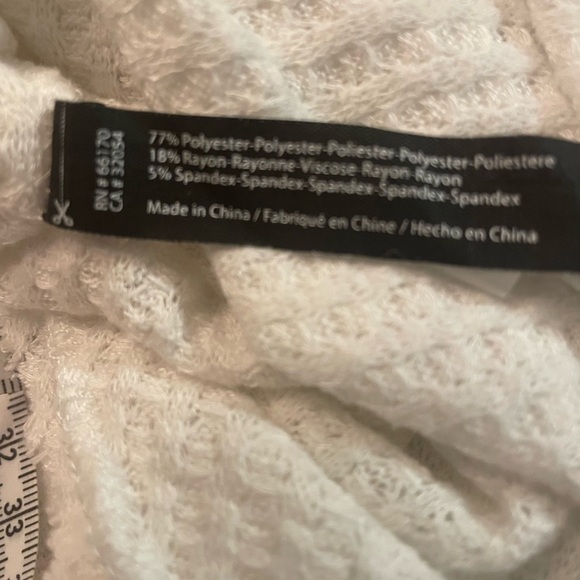 RN # 66170
CA # 32054
77% Polyester-Polyester-Poliester-Polyester-Poliestere
18% Rayon-Rayonne-Viscose-Rayon-Rayon
5% Spandex-Spandex-Spandex-Spandex-Spandex
Made in China / Fabriqué en Chine / Hecho en China
32
33